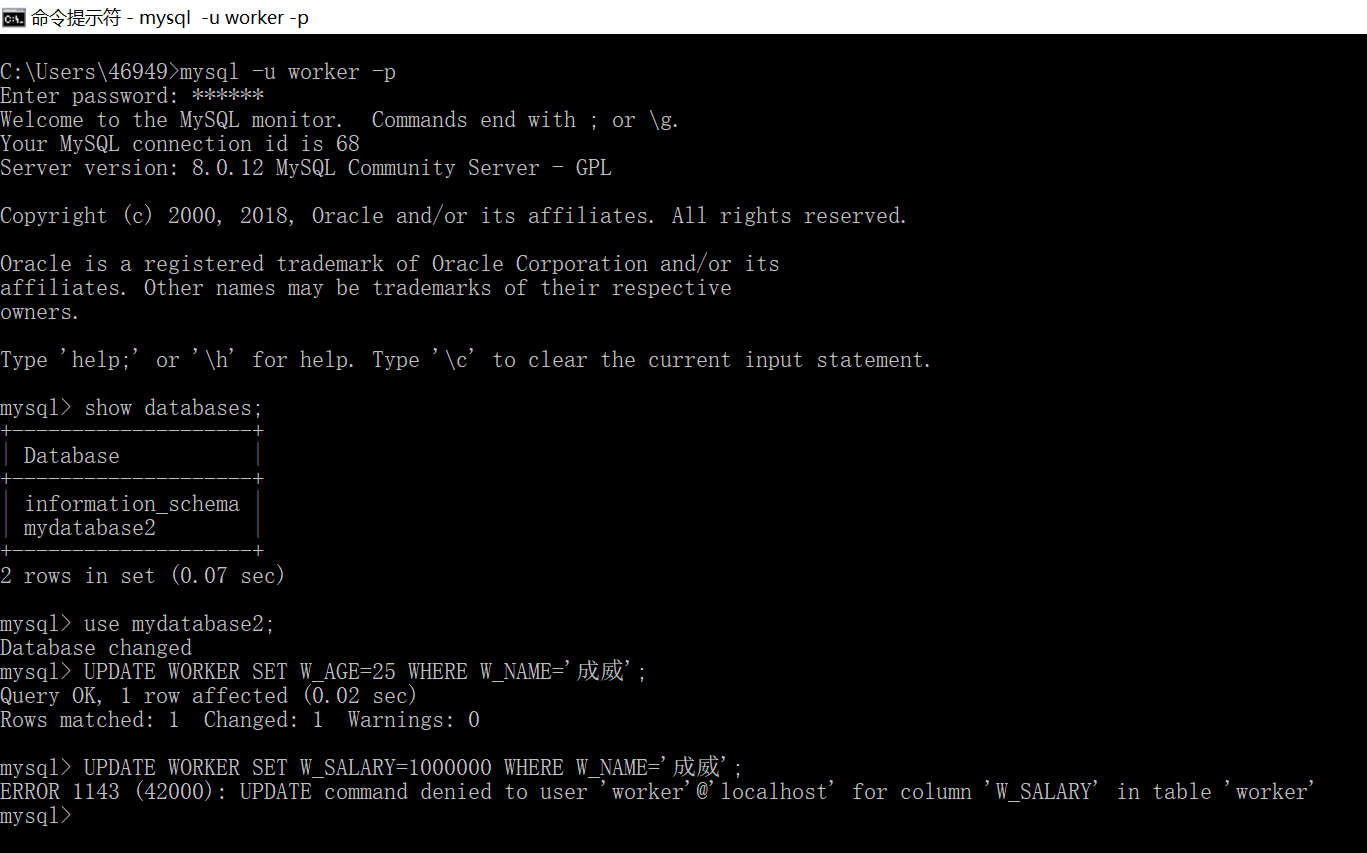 命令提示符 - mysql  -u worker -p
C:\Users\46949>mysql -u worker -p
Enter password: ******
Welcome to the MySQL monitor.  Commands end with ; or \g.
Your MySQL connection id is 68
Server version: 8.0.12 MySQL Community Server - GPL
Copyright (c) 2000, 2018, Oracle and/or its affiliates. All rights reserved.
Oracle is a registered trademark of Oracle Corporation and/or its
affiliates. Other names may be trademarks of their respective
owners.
Type 'help;' or '\h' for help. Type '\c' to clear the current input statement.
mysql> show databases;
+--------------------+
| Database           |
+--------------------+
| information_schema |
| mydatabase2        |
+--------------------+
2 rows in set (0.07 sec)
mysql> use mydatabase2;
Database changed
mysql> UPDATE WORKER SET W_AGE=25 WHERE W_NAME='成威';
Query OK, 1 row affected (0.02 sec)
Rows matched: 1  Changed: 1  Warnings: 0
mysql> UPDATE WORKER SET W_SALARY=1000000 WHERE W_NAME='成威';
ERROR 1143 (42000): UPDATE command denied to user 'worker'@'localhost' for column 'W_SALARY' in table 'worker'
mysql>